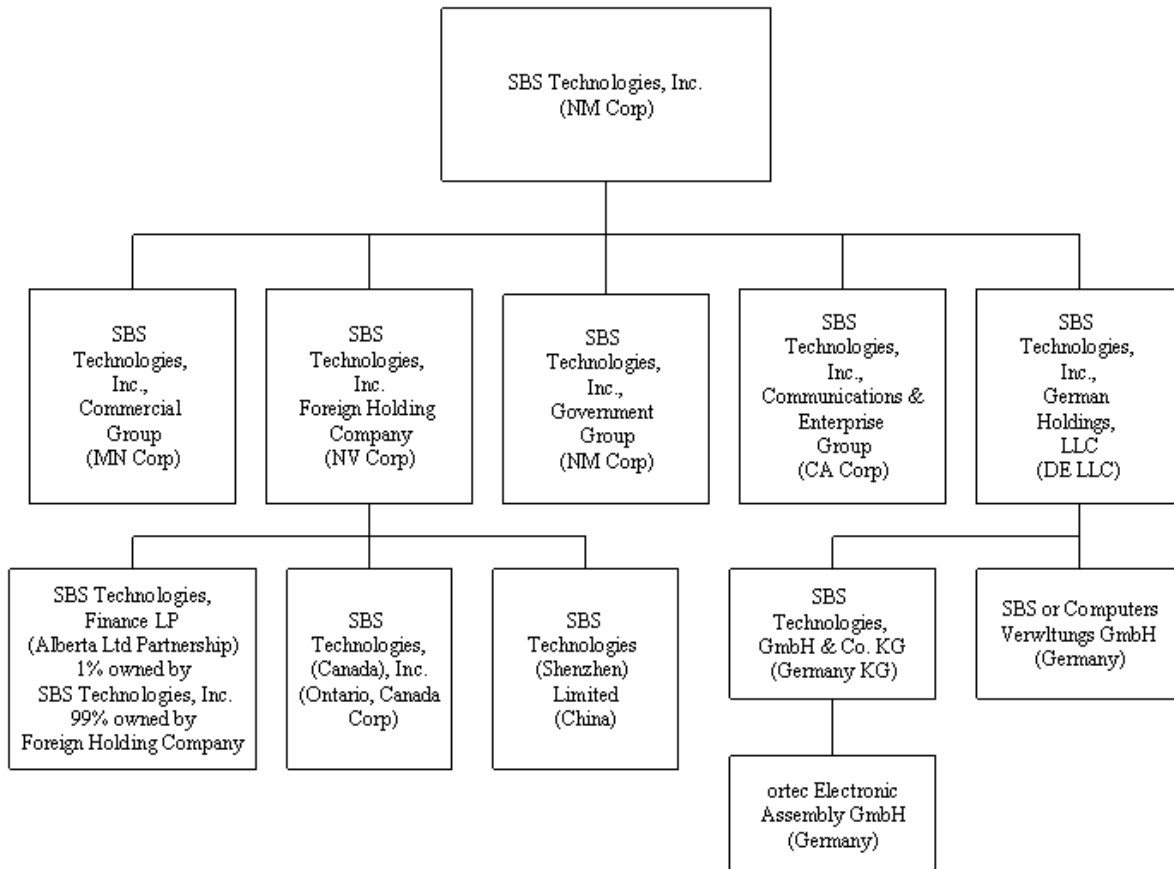 SBS Technologies, Inc.
(NM Corp)
SBS
Technologies,
Inc.,
Commercial
Group
(MN Corp)
SBS
Technologies,
Inc.
Foreign Holding
Company
(NV Corp)
SBS
Technologies,
Inc.,
Government
Group
(NM Corp)
SBS
Technologies,
Inc.,
Communications &
Enterprise
Group
(CA Corp)
SBS
Technologies,
Inc.,
German
Holdings,
LLC
(DE LLC)
SBS Technologies,
Finance LP
(Alberta Ltd Partnership)
1% owned by
SBS Technologies, Inc.
99% owned by
Foreign Holding Company
SBS
Technologies,
(Canada), Inc.
(Ontario, Canada
Corp)
SBS
Technologies
(Shenzhen)
Limited
(China)
SBS
Technologies,
GmbH & Co. KG
(Germany KG)
SBS or Computers
Verwltungs GmbH
(Germany)
ortec Electronic
Assembly GmbH
(Germany)